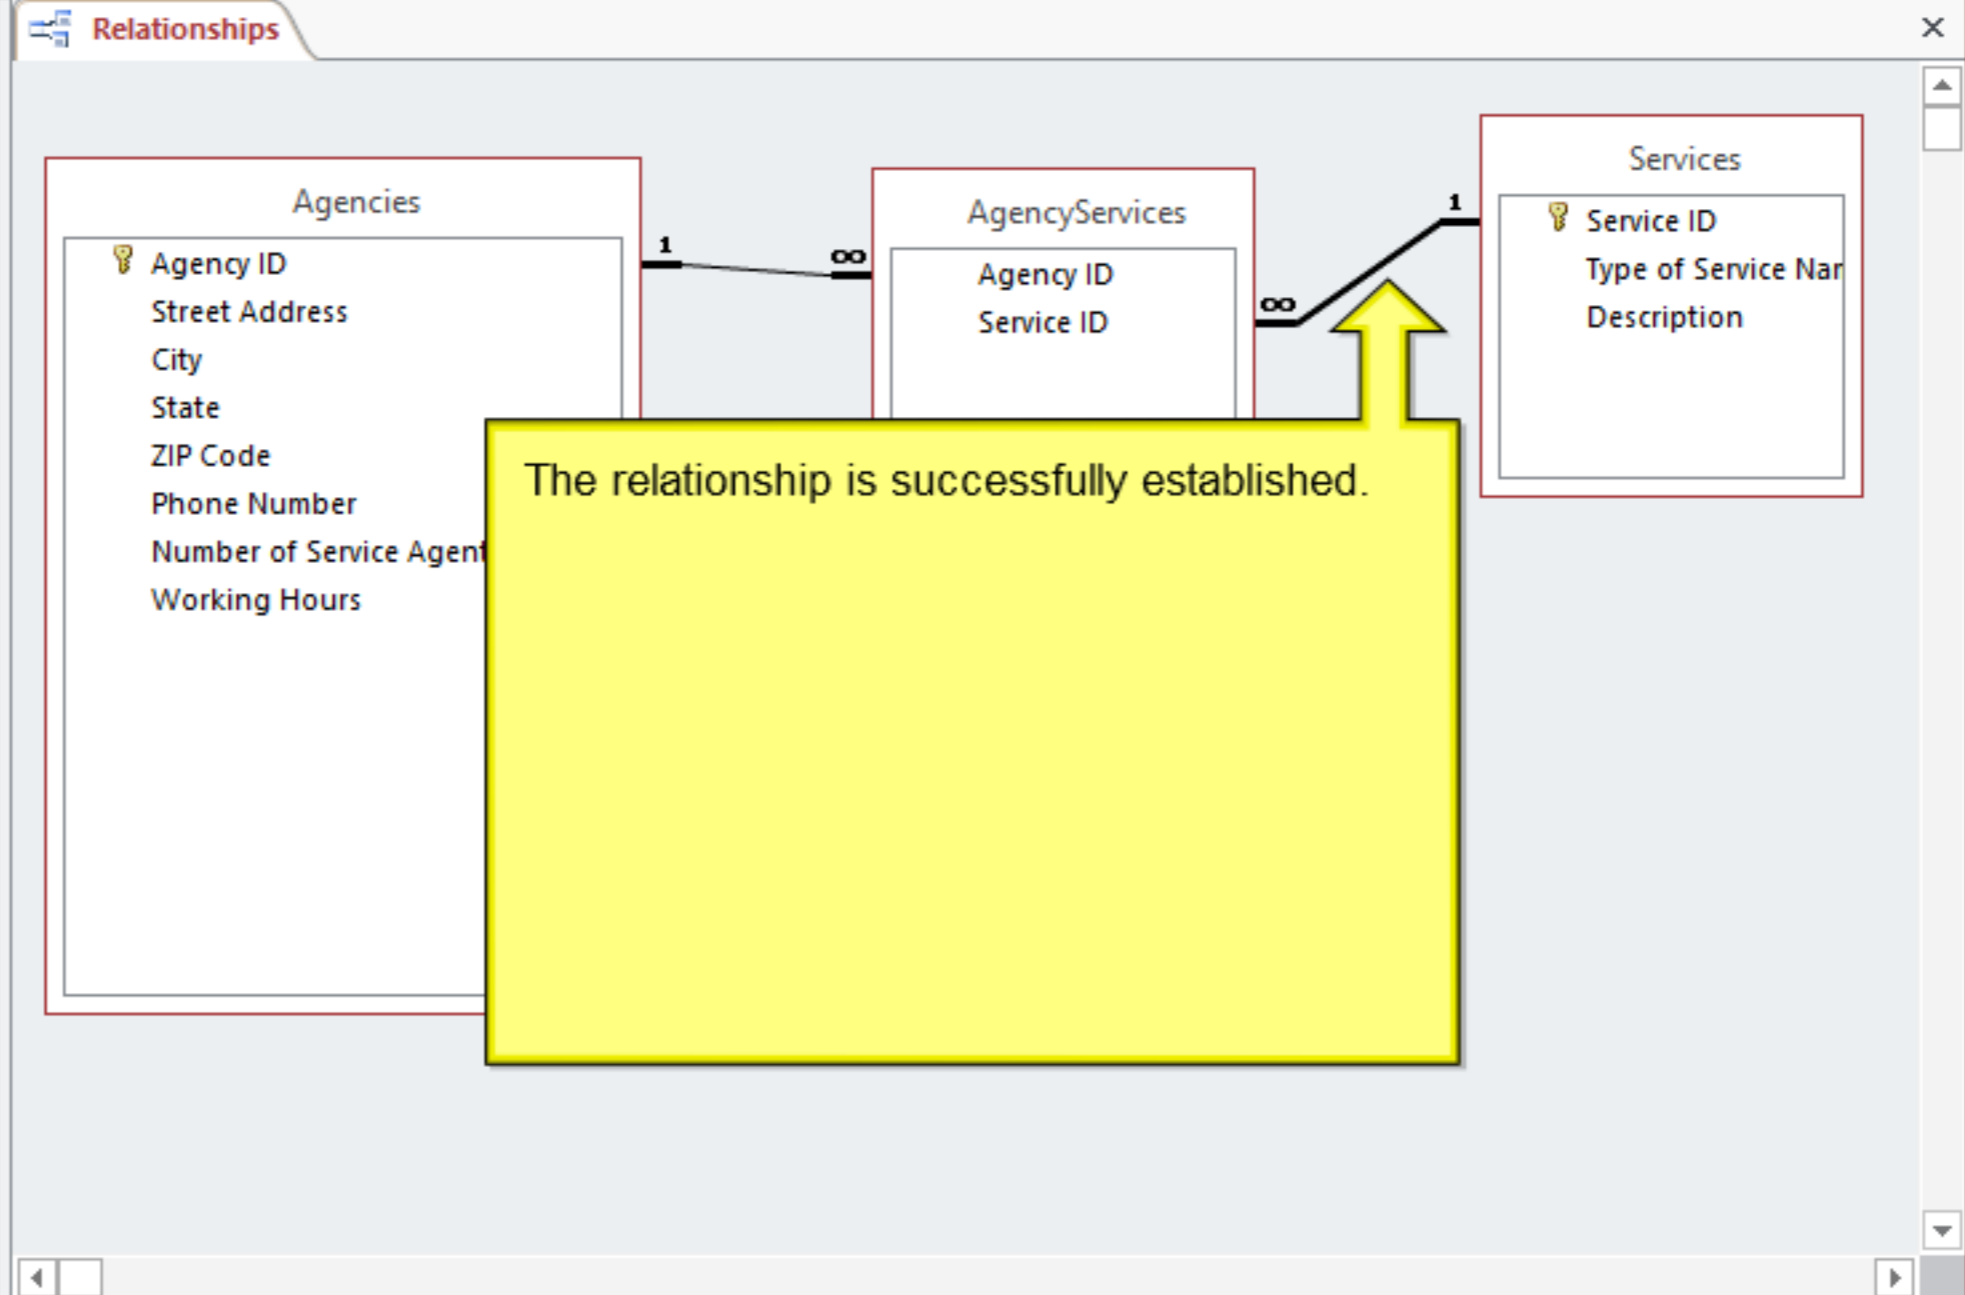 Relationships
Agencies
Agency ID
Street Address
City
State
ZIP Code
Phone Number
Number of Service Agent
Working Hours
1
∞
AgencyServices
Agency ID
Service ID
∞
1
Services
Service ID
Type of Service Nar
Description
The relationship is successfully established.